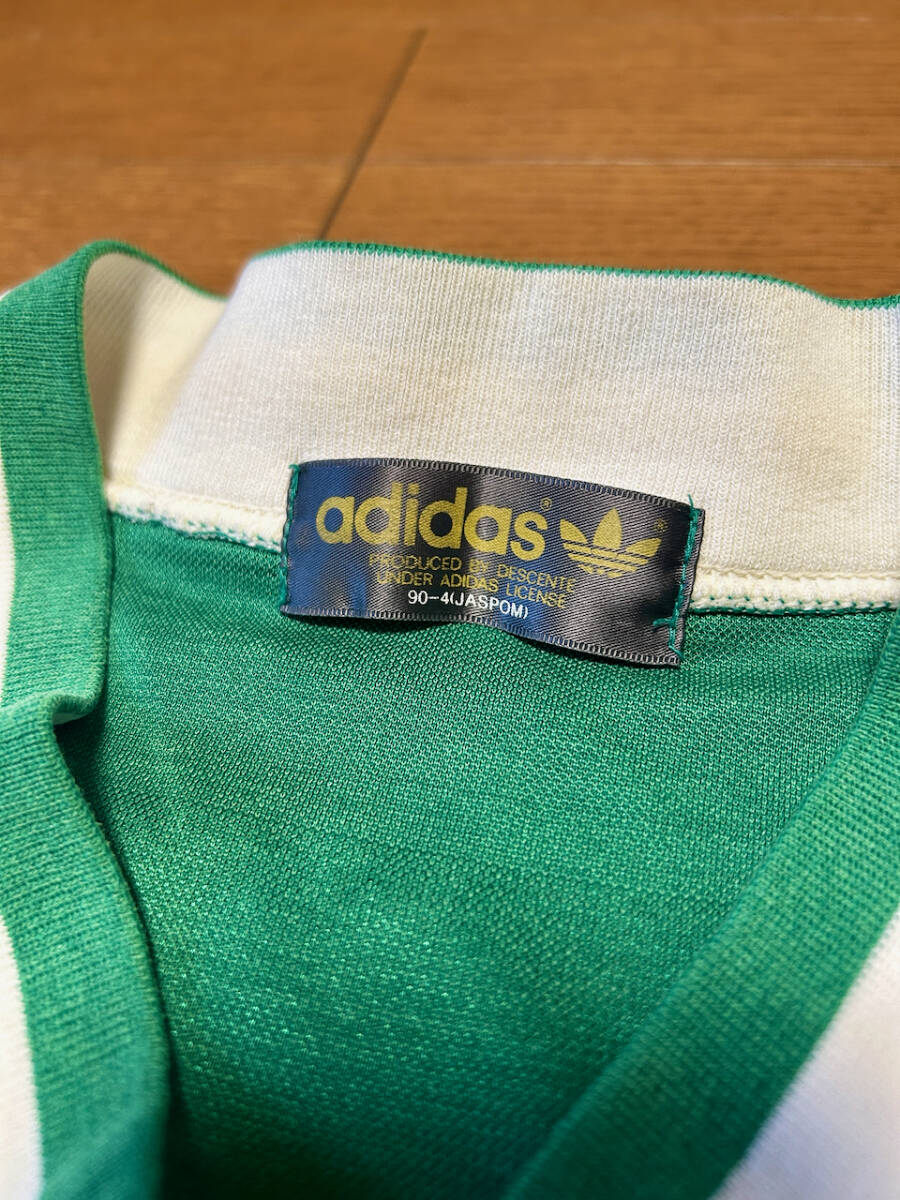 adidas®
PRODUCED BY DESCENTE
UNDER ADIDAS LICENSE
90-4(JASPOM)